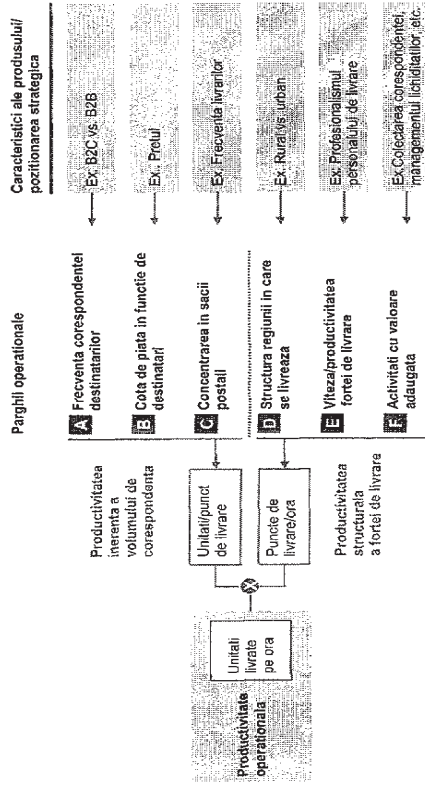 Parghii operationale
Caracteristici ale produsului/
pozitionarea strategica
Productivitatea
inerenta a
volumului de
corespondenta
A Frecventa corespondentei
destinatarilor
Ex: B2C vs. B2B
B Cota de piata in functie de
destinatari
Ex.: Pretul
C Concentrarea in sacii
postali
Ex: Frecventa livrarilor
Unitati/punct
de livrare
Productivitate
operationala
Unitati
livrate
pe ora
X
Puncte de
livrare/ora
D Structura regiunii in care
se livreaza
Ex: Rural vs. urban
Productivitatea
structurala
a fortei de livrare
E Viteza/productivitatea
fortei de livrare
Ex: Profesionalismul
personalului de livrare
F Activitati cu valoare
adaugata
Ex: Colectarea corespondentei,
managementul lichiditatilor, etc.